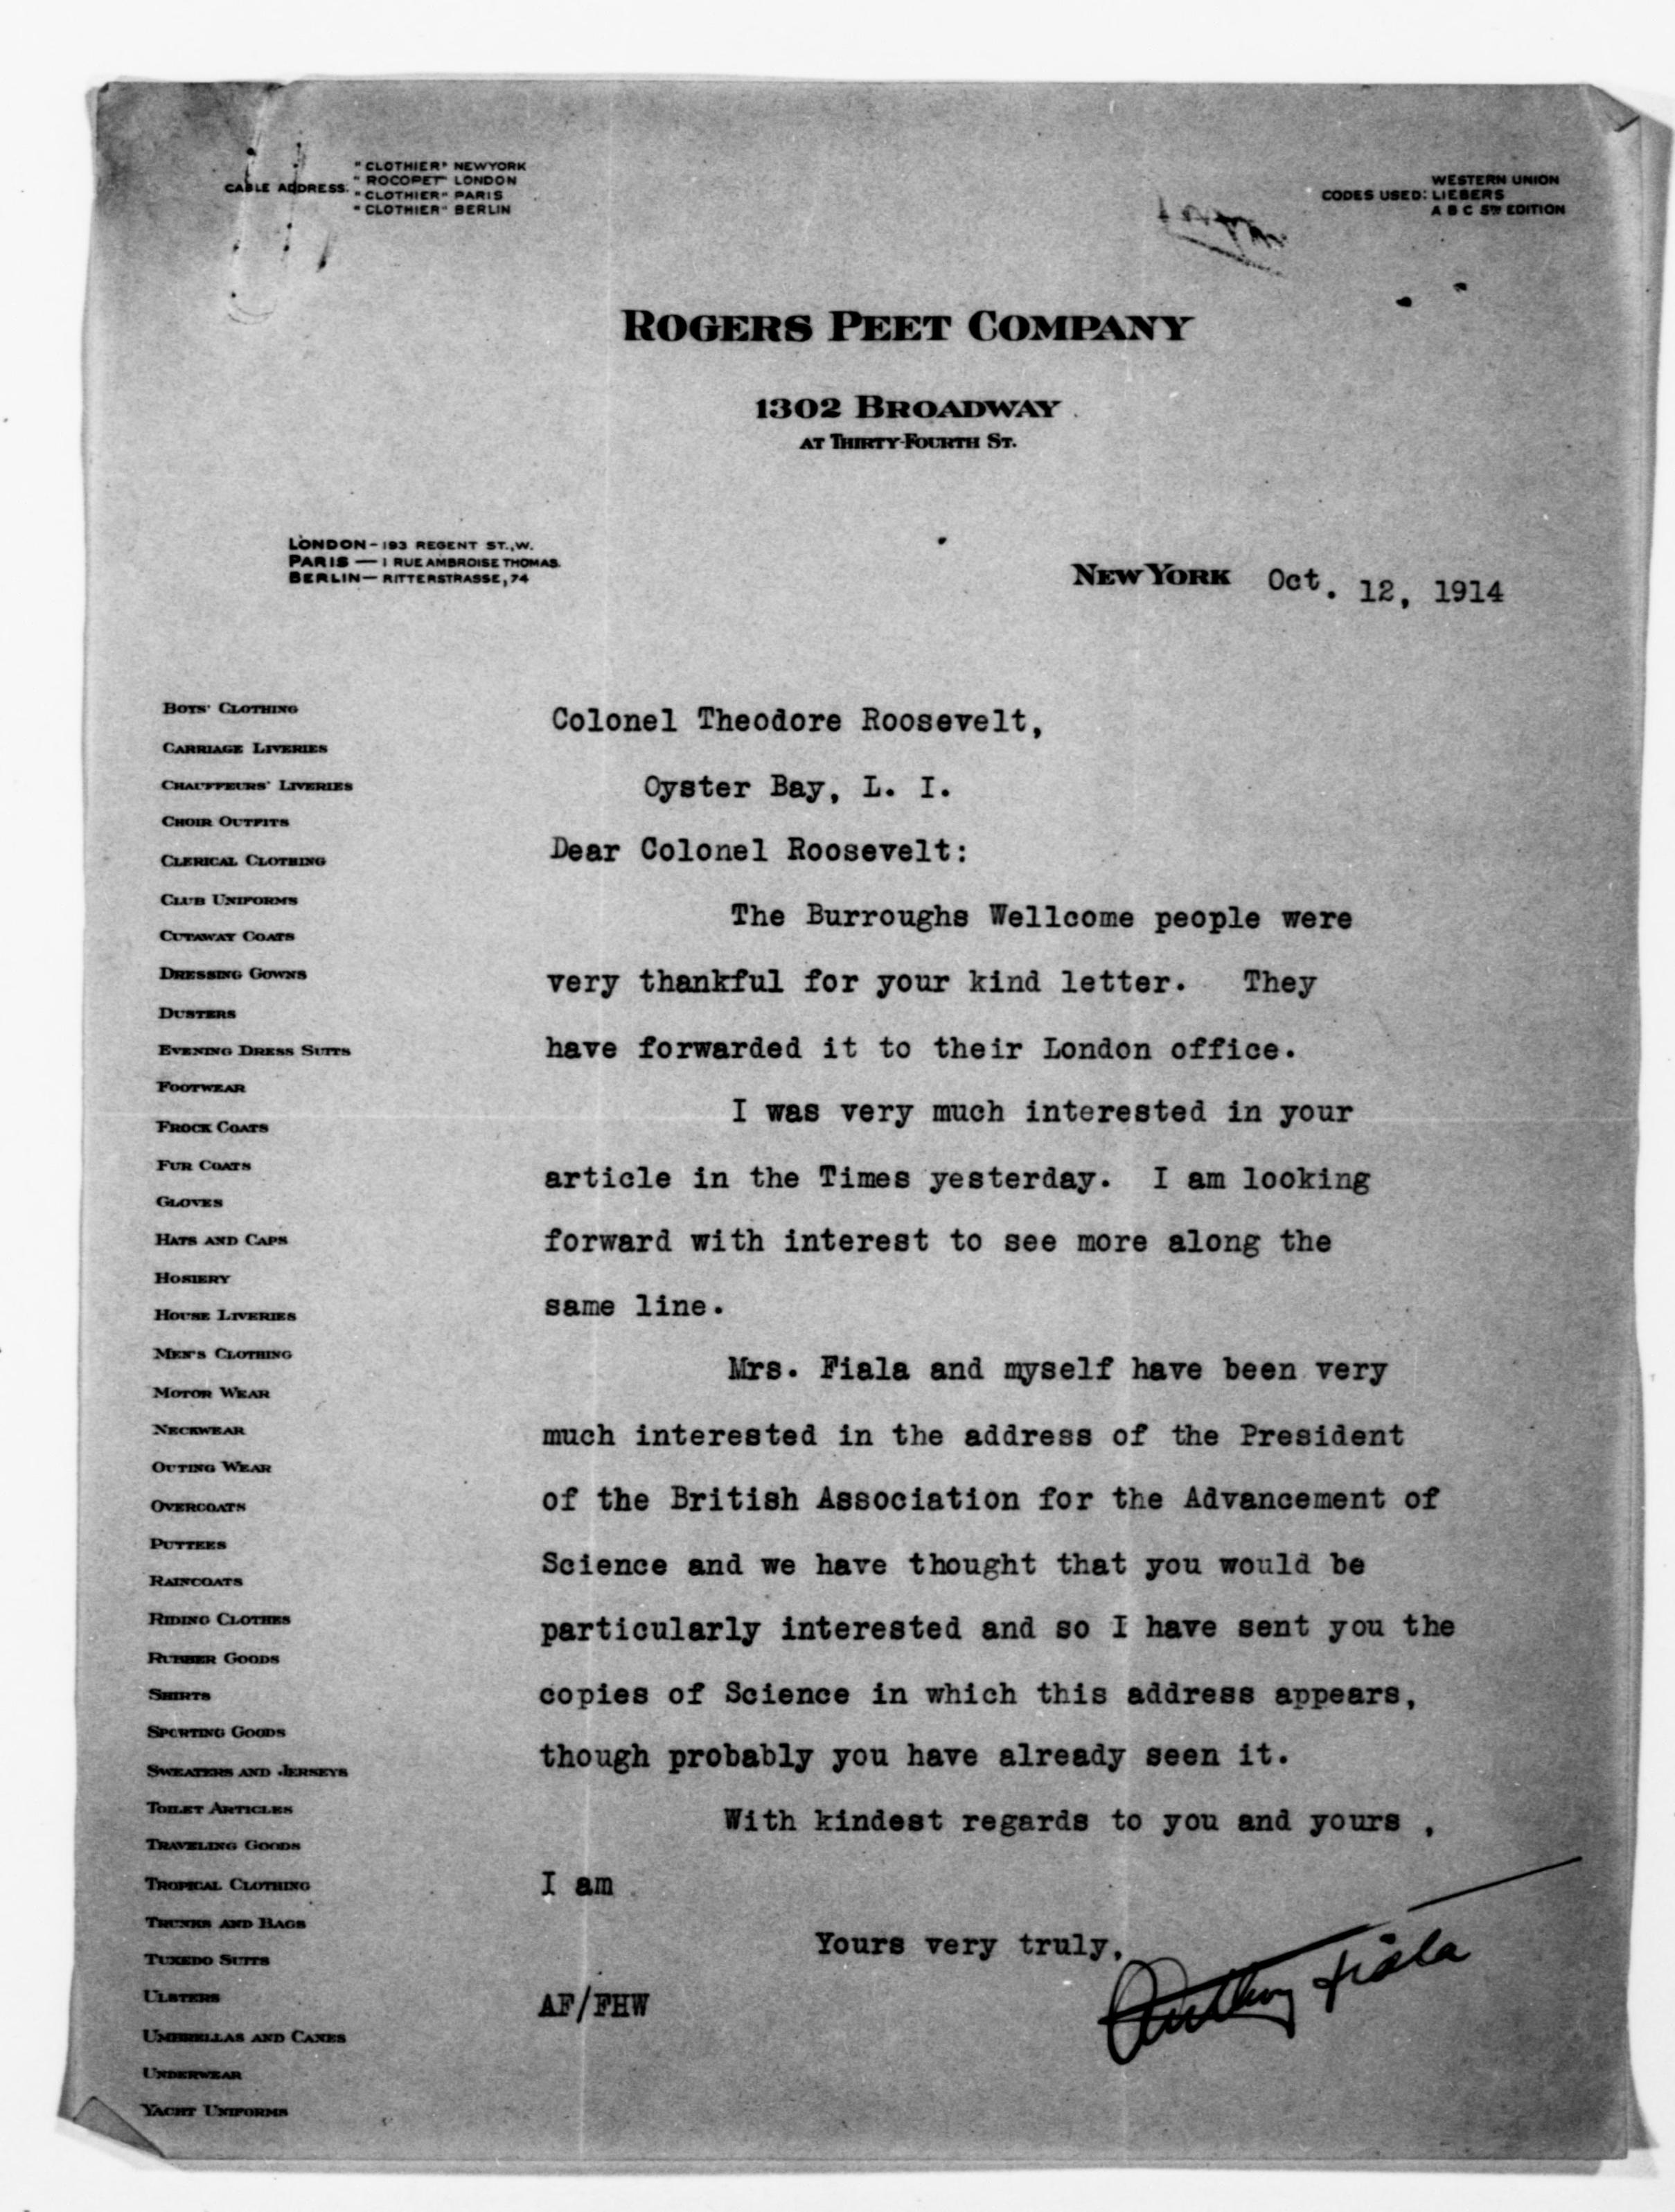 CABLE ADDRESS:
"CLOTHIER" NEWYORK
"ROCOPET" LONDON
"CLOTHIER" PARIS
"CLOTHIER" BERLIN
WESTERN UNION
CODES USED: LIEBERS
A B C 5TH EDITION
ROGERS PEET COMPANY
1302 BROADWAY
AT THIRTY-FOURTH ST.
LONDON-193 REGENT ST.,W.
PARIS — 1 RUE AMBROISE THOMAS.
BERLIN— RITTERSTRASSE, 74
NEW YORK Oct. 12, 1914
BOYS' CLOTHING
CARRIAGE LIVERIES
CHAUFFEURS' LIVERIES
CHOIR OUTFITS
CLERICAL CLOTHING
CLUB UNIFORMS
CUTAWAY COATS
DRESSING GOWNS
DUSTERS
EVENING DRESS SUITS
FOOTWEAR
FROCK COATS
FUR COATS
GLOVES
HATS AND CAPS
HOSIERY
HOUSE LIVERIES
MEN'S CLOTHING
MOTOR WEAR
NECKWEAR
OUTING WEAR
OVERCOATS
PUTTEES
RAINCOATS
RIDING CLOTHES
RUBBER GOODS
SHIRTS
SPORTING GOODS
SWEATERS AND JERSEYS
TOILET ARTICLES
TRAVELING GOODS
TROPICAL CLOTHING
TRUNKS AND BAGS
TUXEDO SUITS
ULSTERS
UMBRELLAS AND CANES
UNDERWEAR
YACHT UNIFORMS
Colonel Theodore Roosevelt,
Oyster Bay, L. I.
Dear Colonel Roosevelt:
The Burroughs Wellcome people were
very thankful for your kind letter. They
have forwarded it to their London office.
I was very much interested in your
article in the Times yesterday. I am looking
forward with interest to see more along the
same line.
Mrs. Fiala and myself have been very
much interested in the address of the President
of the British Association for the Advancement of
Science and we have thought that you would be
particularly interested and so I have sent you the
copies of Science in which this address appears,
though probably you have already seen it.
With kindest regards to you and yours ,
I am
Yours very truly,
Anthony Fiala
AF/FHW